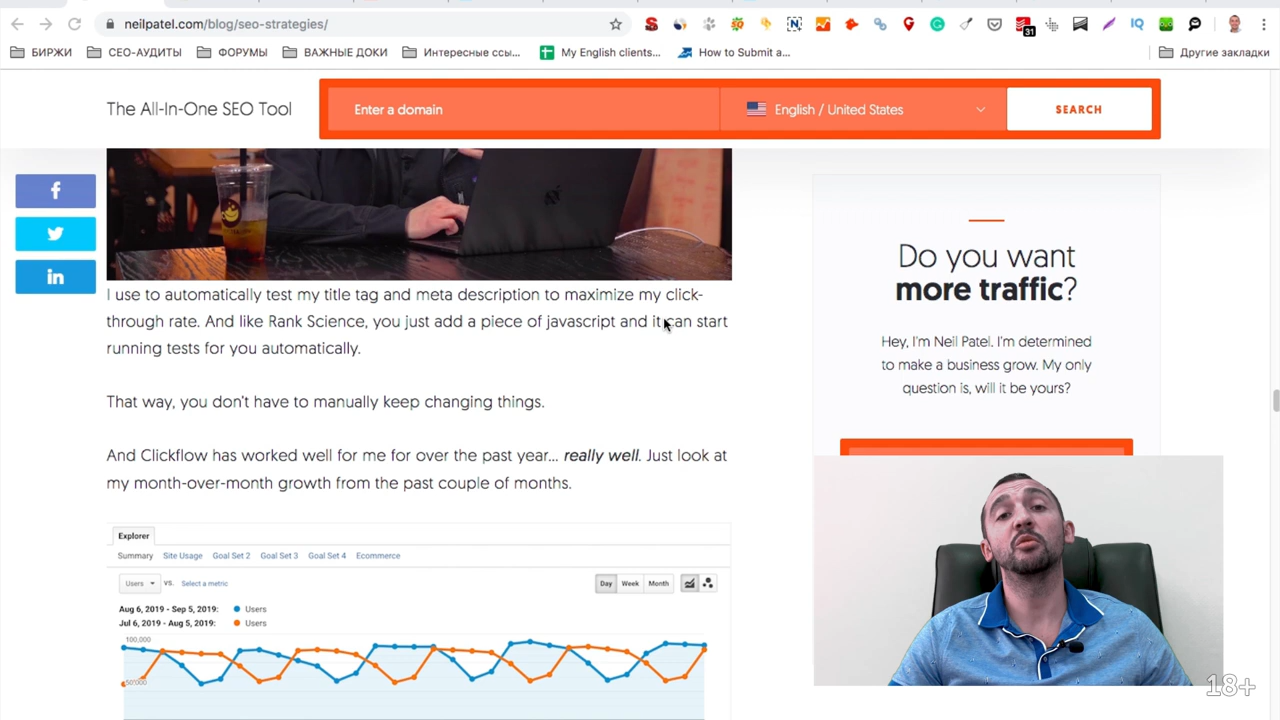 neilpatel.com/blog/seo-strategies/
31
БИРЖИ
СЕО-АУДИТЫ
ФОРУМЫ
ВАЖНЫЕ ДОКИ
Интересные ссы...
My English clients...
How to Submit a...
Другие закладки
The All-In-One SEO Tool
Enter a domain
English / United States
SEARCH
I use to automatically test my title tag and meta description to maximize my click-
through rate. And like Rank Science, you just add a piece of javascript and it can start
running tests for you automatically.
That way, you don't have to manually keep changing things.
And Clickflow has worked well for me for over the past year... really well. Just look at
my month-over-month growth from the past couple of months.
Explorer
Summary Site Usage Goal Set 2 Goal Set 3 Goal Set 4 Ecommerce
Users VS. Select a metric
Day Week Month
Aug 6, 2019 - Sep 5, 2019: Users
Jul 6, 2019 - Aug 5, 2019: Users
100,000
50,000
Do you want
more traffic?
Hey, I'm Neil Patel. I'm determined
to make a business grow. My only
question is, will it be yours?
18+